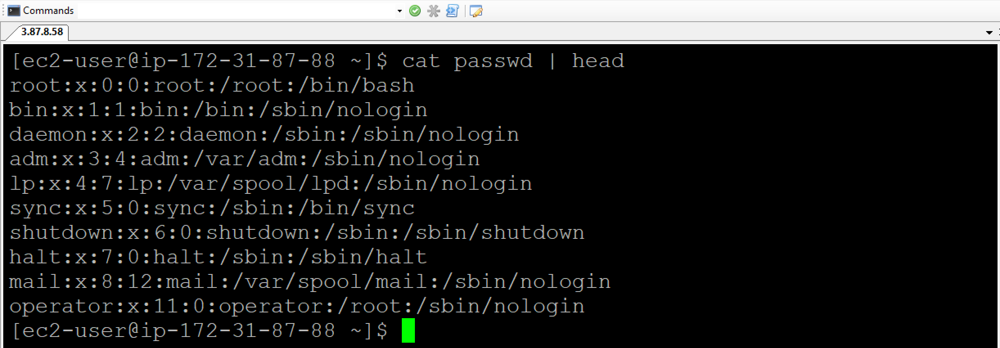 Commands
3.87.8.58
[ec2-user@ip-172-31-87-88 ~]$ cat passwd | head
root:x:0:0:root:/root:/bin/bash
bin:x:1:1:bin:/bin:/sbin/nologin
daemon:x:2:2:daemon:/sbin:/sbin/nologin
adm:x:3:4:adm:/var/adm:/sbin/nologin
lp:x:4:7:lp:/var/spool/lpd:/sbin/nologin
sync:x:5:0:sync:/sbin:/bin/sync
shutdown:x:6:0:shutdown:/sbin:/sbin/shutdown
halt:x:7:0:halt:/sbin:/sbin/halt
mail:x:8:12:mail:/var/spool/mail:/sbin/nologin
operator:x:11:0:operator:/root:/sbin/nologin
[ec2-user@ip-172-31-87-88 ~]$